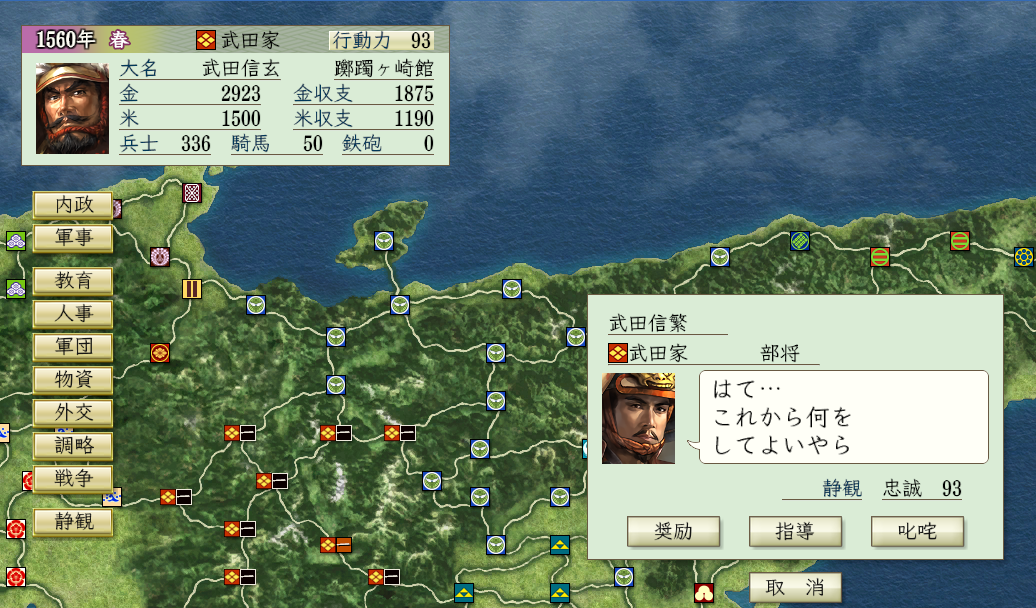 1560年 春 武田家 行動力 93
大名 武田信玄 躑躅ヶ崎館
金 2923 金収支 1875
米 1500 米収支 1190
兵士 336 騎馬 50 鉄砲 0
内政
軍事
教育
人事
軍団
物資
外交
調略
戦争
静観
武田信繁
武田家 部将
はて…
これから何を
してよいやら
静観 忠誠 93
奨励 指導 叱咤
取 消